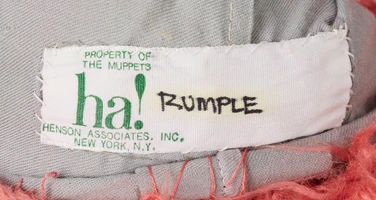 PROPERTY OF
THE MUPPETS
ha! RUMPLE
HENSON ASSOCIATES, INC.
NEW YORK, N.Y.